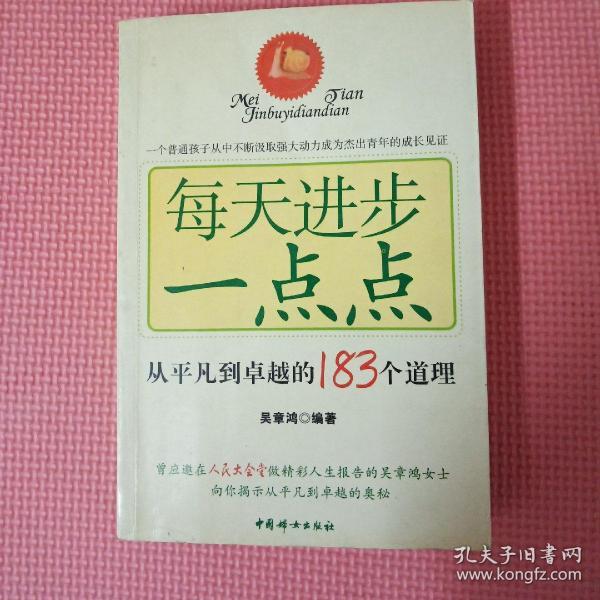 Mei Tian
Jinbuyidiandian
一个普通孩子从中不断汲取强大动力成为杰出青年的成长见证
每天进步
一点点
从平凡到卓越的183个道理
吴章鸿◎编著
曾应邀在人民大会堂做精彩人生报告的吴章鸿女士
向你揭示从平凡到卓越的奥秘
中国妇女出版社
孔夫子旧书网
www.kongfz.com